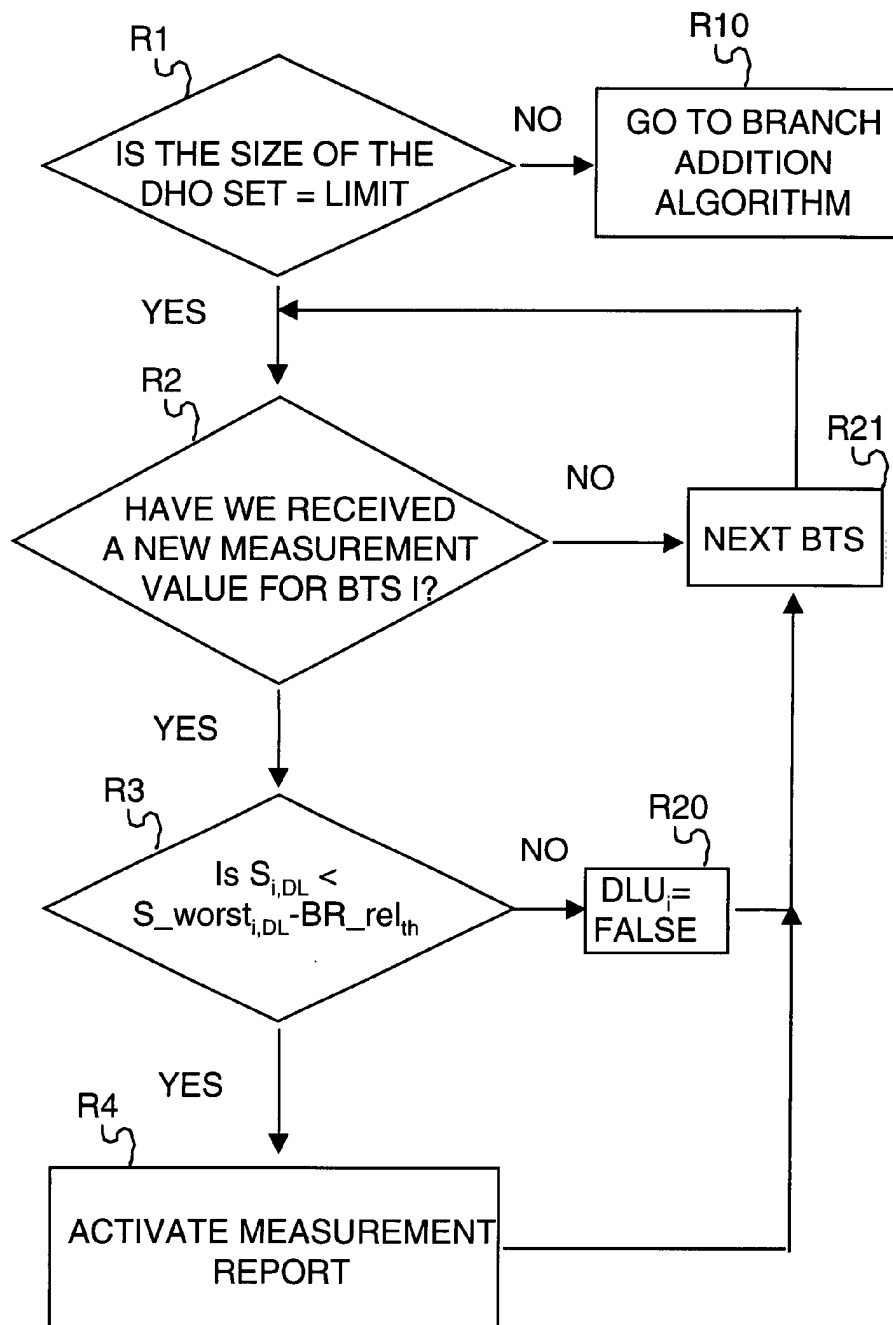 R1
IS THE SIZE OF THE
DHO SET = LIMIT
NO
R10
GO TO BRANCH
ADDITION
ALGORITHM
YES
R2
HAVE WE RECEIVED
A NEW MEASUREMENT
VALUE FOR BTS I?
NO
R21
NEXT BTS
YES
R3
Is S_{i,DL} <
S_worst_{i,DL}-BR_rel_{th}
NO
R20
DLU_i=
FALSE
YES
R4
ACTIVATE MEASUREMENT
REPORT